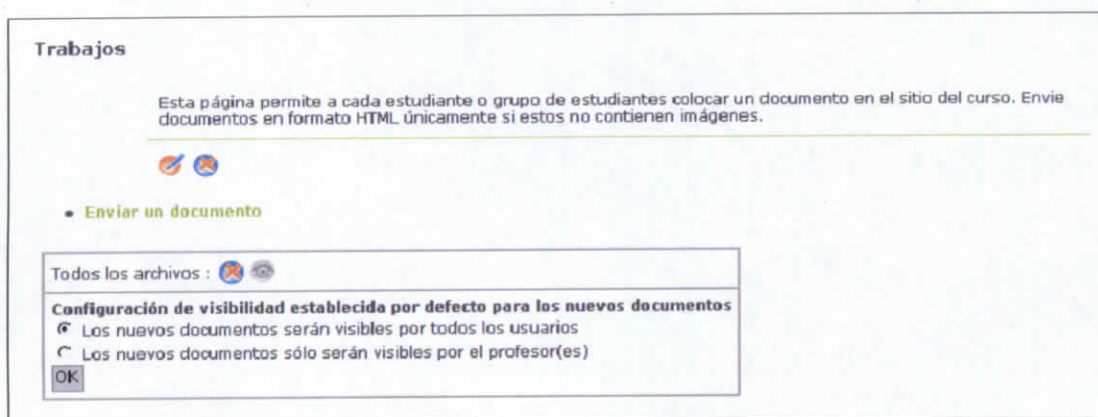 Trabajos
Esta página permite a cada estudiante o grupo de estudiantes colocar un documento en el sitio del curso. Envie
documentos en formato HTML únicamente si estos no contienen imágenes.
Enviar un documento
Todos los archivos :
Configuración de visibilidad establecida por defecto para los nuevos documentos
Los nuevos documentos serán visibles por todos los usuarios
Los nuevos documentos sólo serán visibles por el profesor(es)
OK